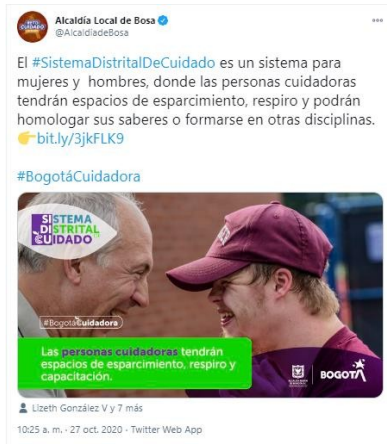 Alcaldía Local de Bosa
@AlcaldiadeBosa
El #SistemaDistritalDeCuidado es un sistema para
mujeres y hombres, donde las personas cuidadoras
tendrán espacios de esparcimiento, respiro y podrán
homologar sus saberes o formarse en otras disciplinas.
👉bit.ly/3jkFLK9
#BogotáCuidadora
SISTEMA
DISTRITAL
CUIDADO
#BogotáCuidadora
Las personas cuidadoras tendrán
espacios de esparcimiento, respiro y
capacitación.
BOGOTÁ
Lizeth González V y 7 más
10:25 a. m. · 27 oct. 2020 · Twitter Web App